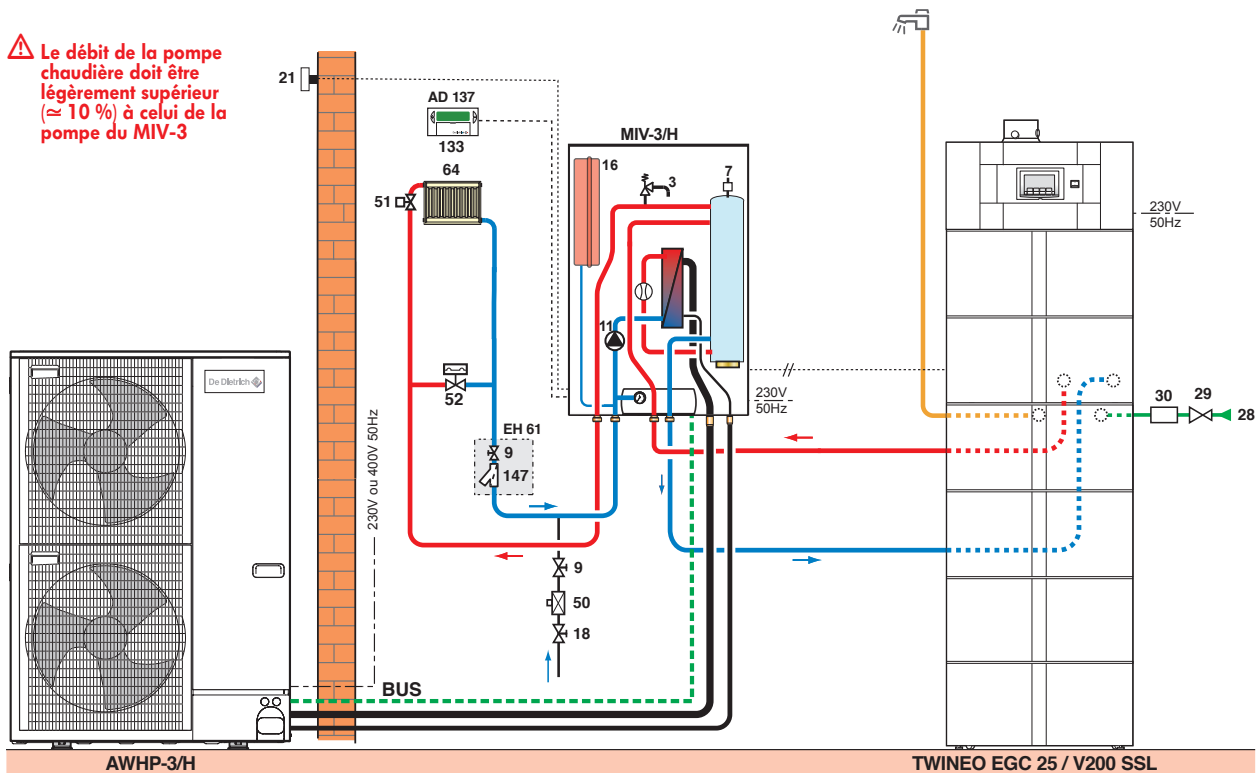 ⚠ Le débit de la pompe
chaudière doit être
légèrement supérieur
(≃ 10 %) à celui de la
pompe du MIV-3
21
AD 137
133
64
51
MIV-3/H
16
3
7
11
230V
50Hz
52
EH 61
9
147
230V
50Hz
30
29
28
De Dietrich
230V ou 400V 50Hz
9
50
18
BUS
AWHP-3/H
TWINEO EGC 25 / V200 SSL